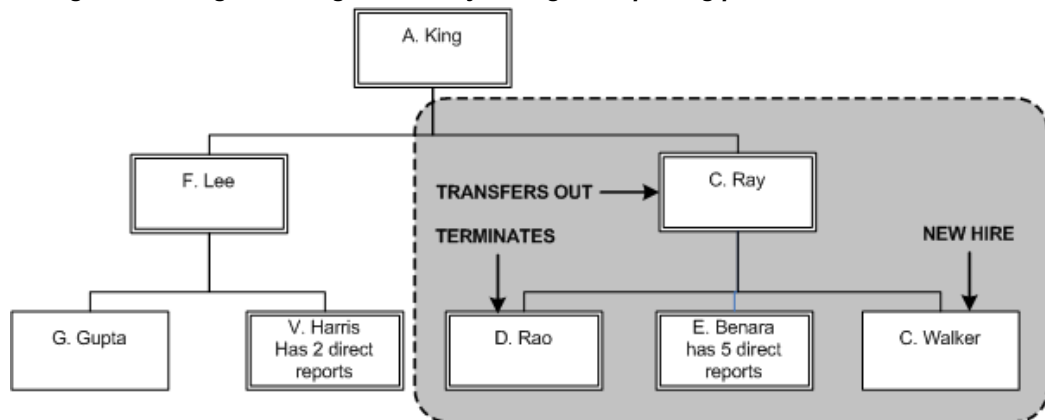 A. King
F. Lee
C. Ray
TRANSFERS OUT
TERMINATES
NEW HIRE
G. Gupta
V. Harris
Has 2 direct
reports
D. Rao
E. Benara
has 5 direct
reports
C. Walker